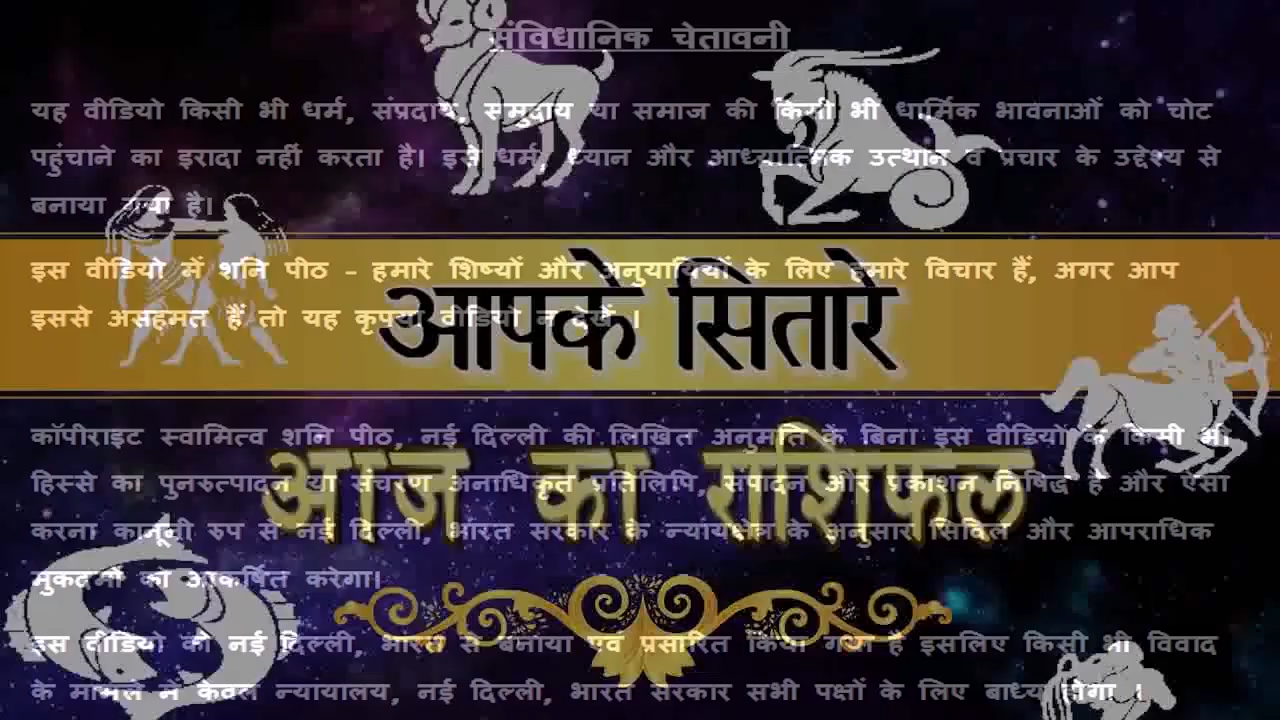 संविधानिक चेतावनी
यह वीडियो किसी भी धर्म, संप्रदाय, समुदाय या समाज की किसी भी धार्मिक भावनाओं को चोट
पहुंचाने का इरादा नहीं करता है। इसे धर्म, ध्यान और आध्यात्मिक उत्थान व प्रचार के उद्देश्य से
बनाया गया है।
इस वीडियो में शनि पीठ – हमारे शिष्यों और अनुयायियों के लिए हमारे विचार हैं, अगर आप
इससे असहमत हैं तो यह कृपया वीडियो न देखें ।
आपके सितारे
कॉपीराइट स्वामित्व शनि पीठ, नई दिल्ली की लिखित अनुमति के बिना इस वीडियो के किसी भी
हिस्से का पुनरुत्पादन या संचरण अनाधिकृत प्रतिलिपि, संपादन और प्रकाशन निषिद्ध है और ऐसा
आज का राशिफल
करना कानूनी रुप से नई दिल्ली, भारत सरकार के अनुसार सिविल और आपराधिक
मुकदमों को आकर्षित करेगा।
इस वीडियो को नई दिल्ली, भारत से बनाया एवं प्रसारित किया गया है इसलिए किसी भी विवाद
के मामले में केवल न्यायालय, नई दिल्ली, भारत सरकार सभी पक्षों के लिए बाध्य होगा ।